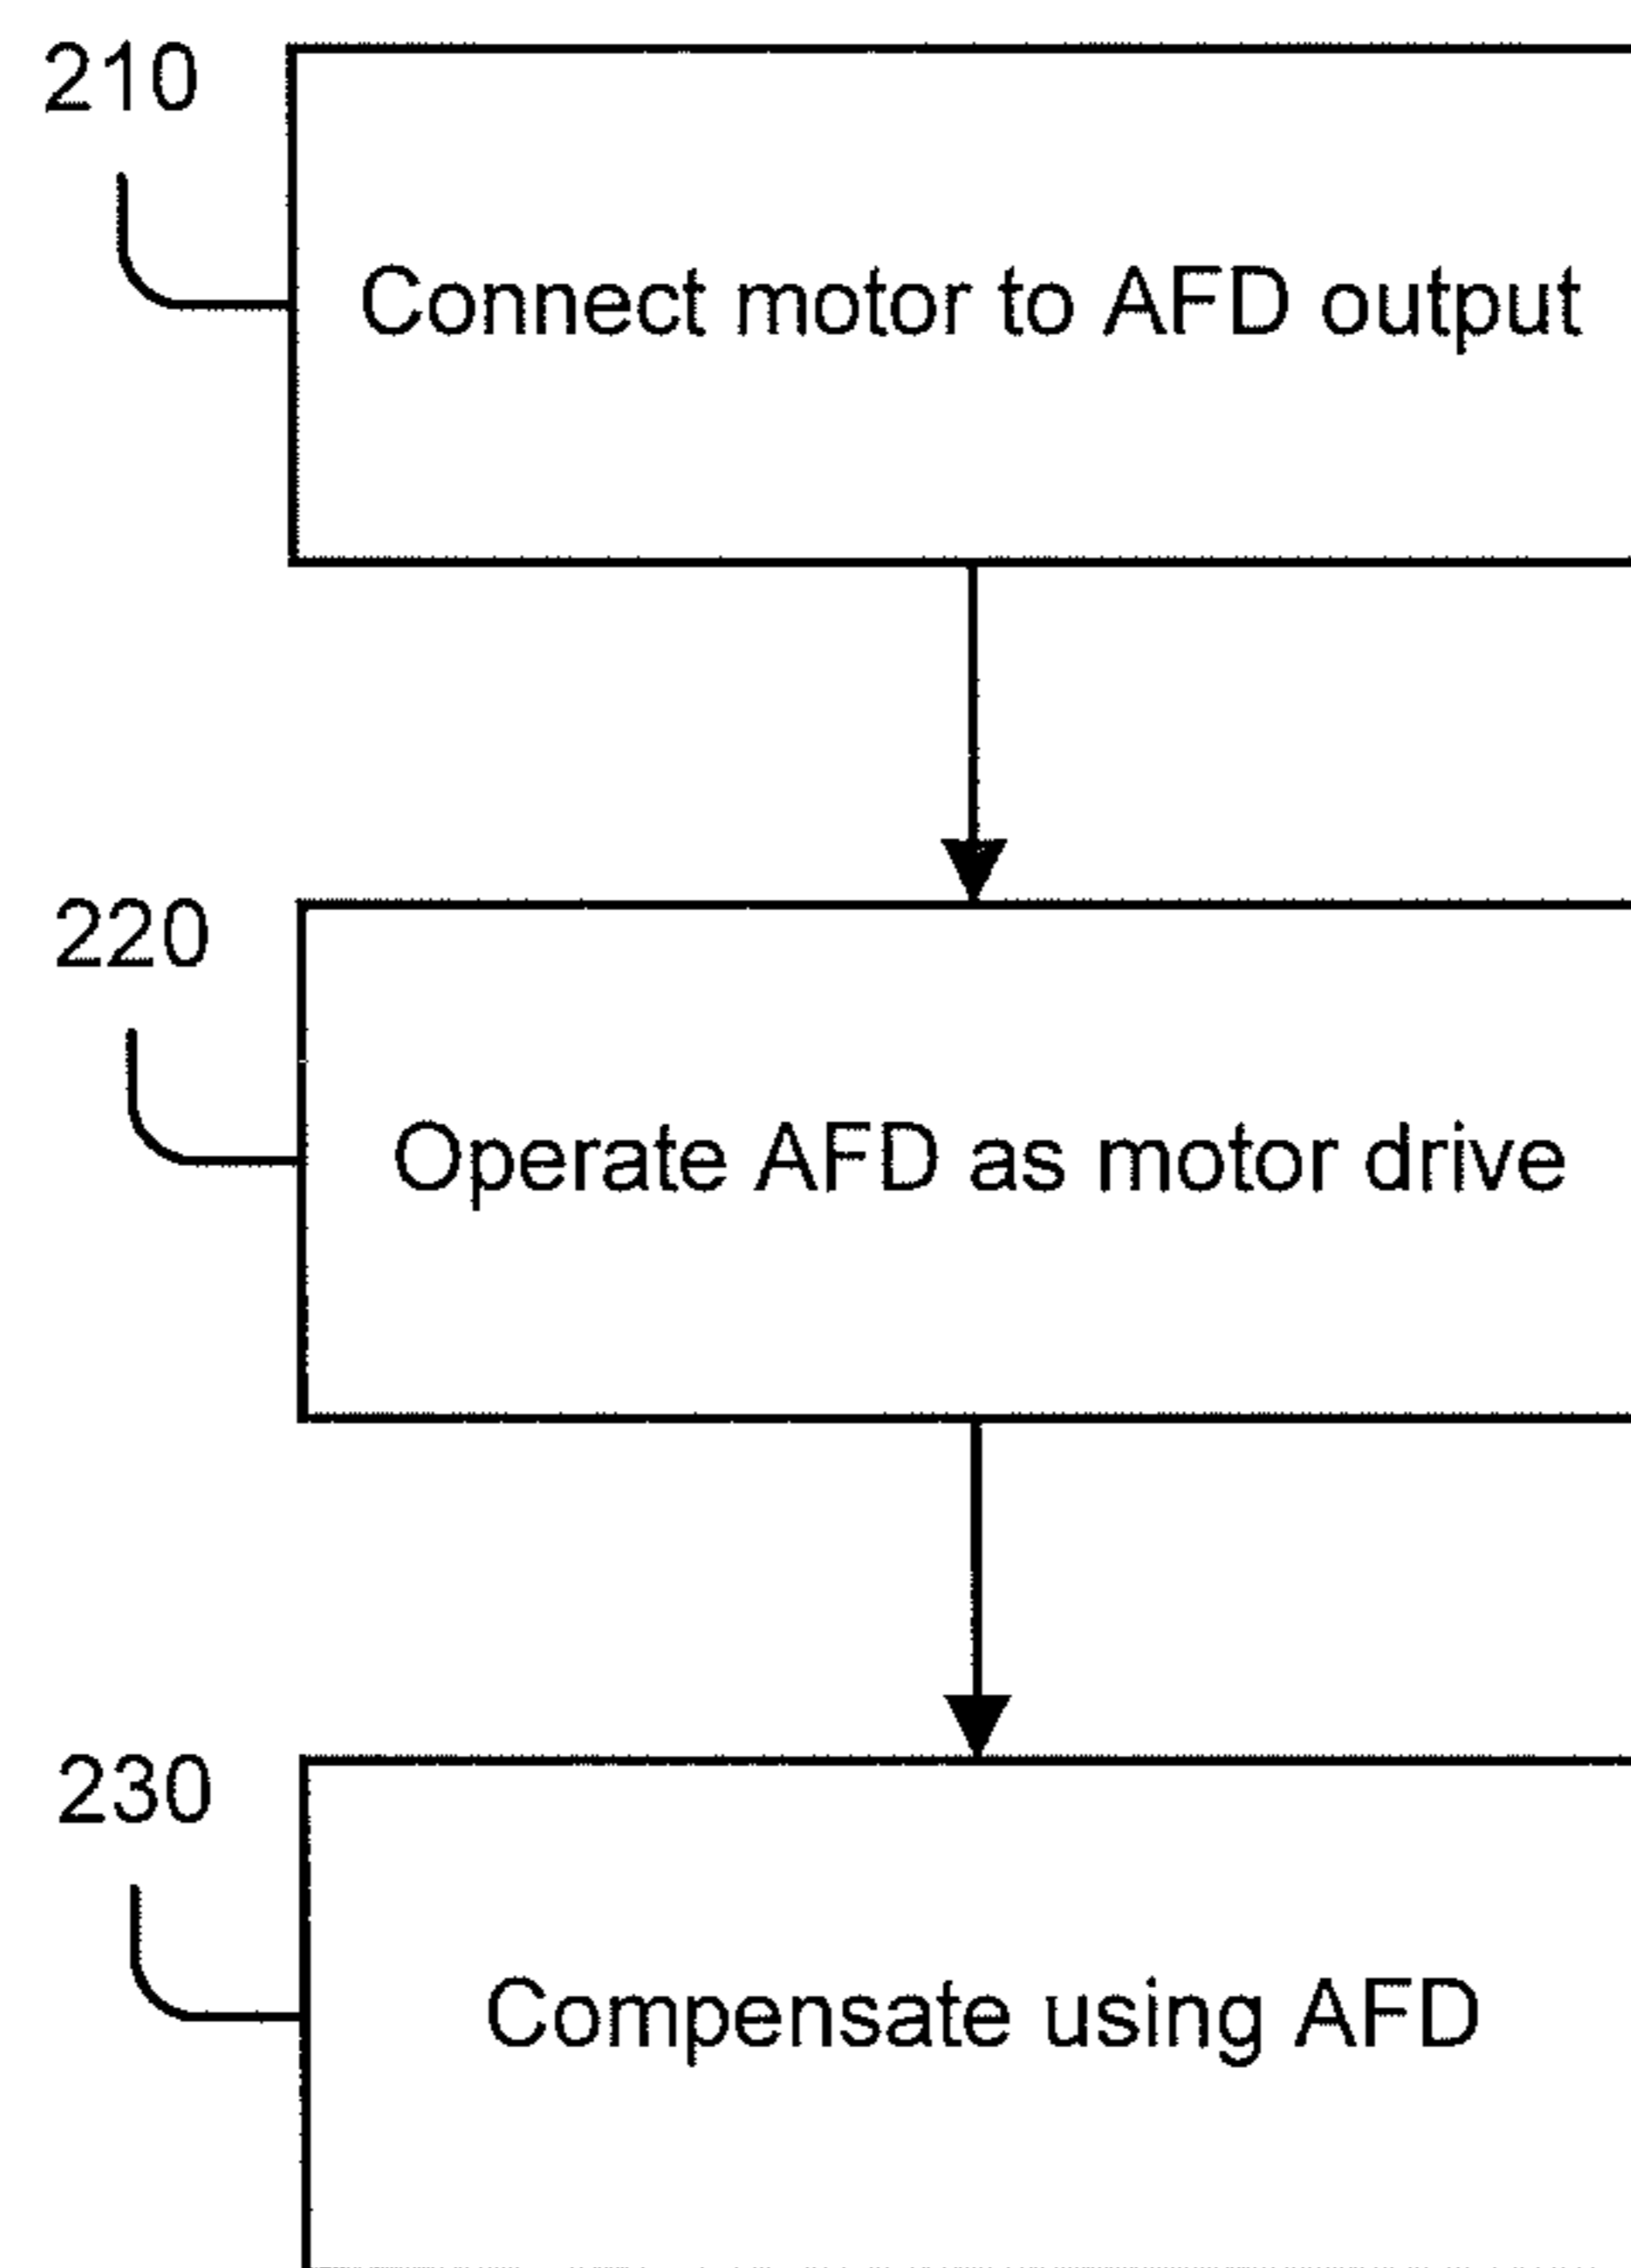 210
Connect motor to AFD output
220
Operate AFD as motor drive
230
Compensate using AFD